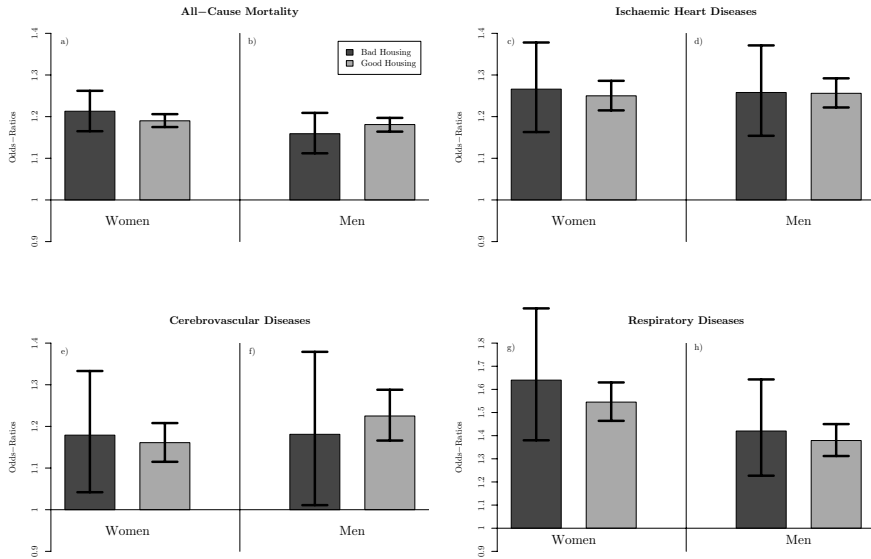 All−Cause Mortality
Odds−Ratios
0.9
1
1.1
1.2
1.3
1.4
a)
b)
Bad Housing
Good Housing
Women
Men
Ischaemic Heart Diseases
Odds−Ratios
0.9
1
1.1
1.2
1.3
1.4
c)
d)
Women
Men
Cerebrovascular Diseases
Odds−Ratios
0.9
1
1.1
1.2
1.3
1.4
e)
f)
Women
Men
Respiratory Diseases
Odds−Ratios
0.9
1
1.1
1.2
1.3
1.4
1.5
1.6
1.7
1.8
g)
h)
Women
Men